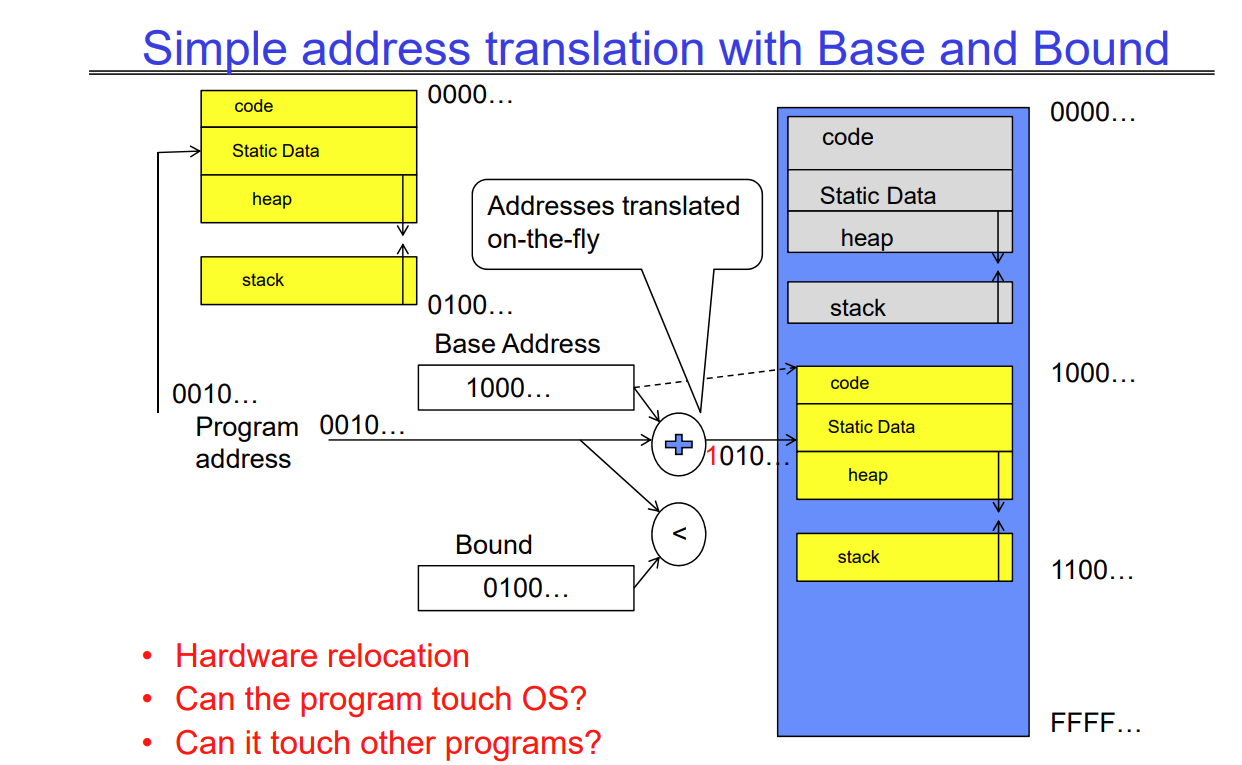 Simple address translation with Base and Bound
code
0000…
Static Data
heap
stack
0100…
Addresses translated
on-the-fly
Base Address
1000…
0010…
Program
address
0010…
+
1010…
<
Bound
0100…
code
0000…
Static Data
heap
stack
code
1000…
Static Data
heap
stack
1100…
FFFF…
• Hardware relocation
• Can the program touch OS?
• Can it touch other programs?